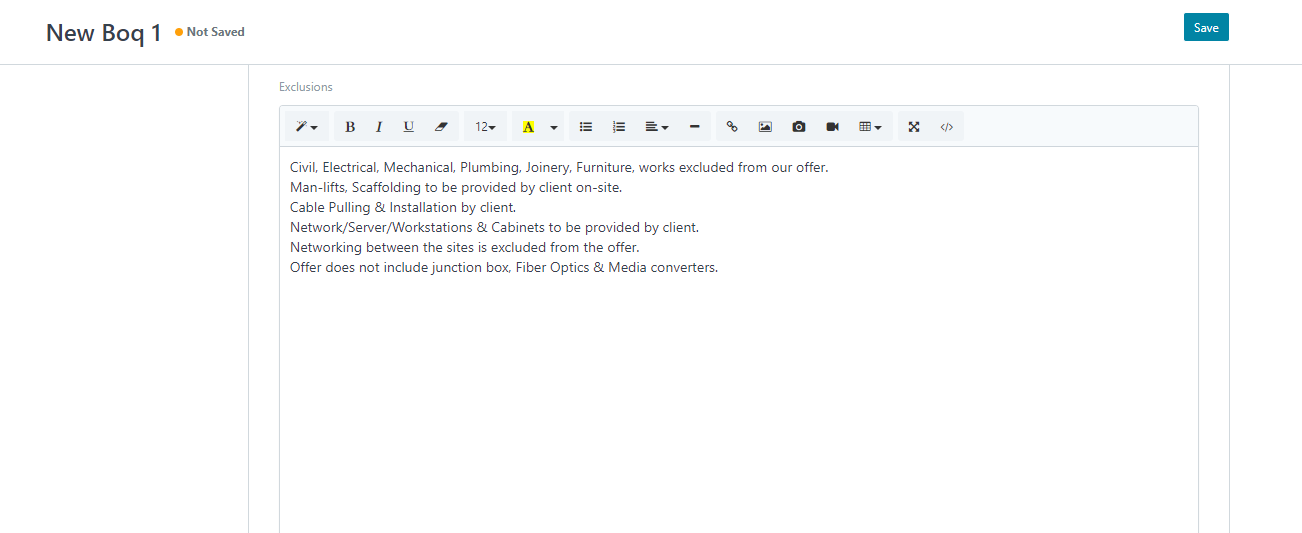 New Boq 1 Not Saved Save
Exclusions
B I U 12 A </>
Civil, Electrical, Mechanical, Plumbing, Joinery, Furniture, works excluded from our offer.
Man-lifts, Scaffolding to be provided by client on-site.
Cable Pulling & Installation by client.
Network/Server/Workstations & Cabinets to be provided by client.
Networking between the sites is excluded from the offer.
Offer does not include junction box, Fiber Optics & Media converters.